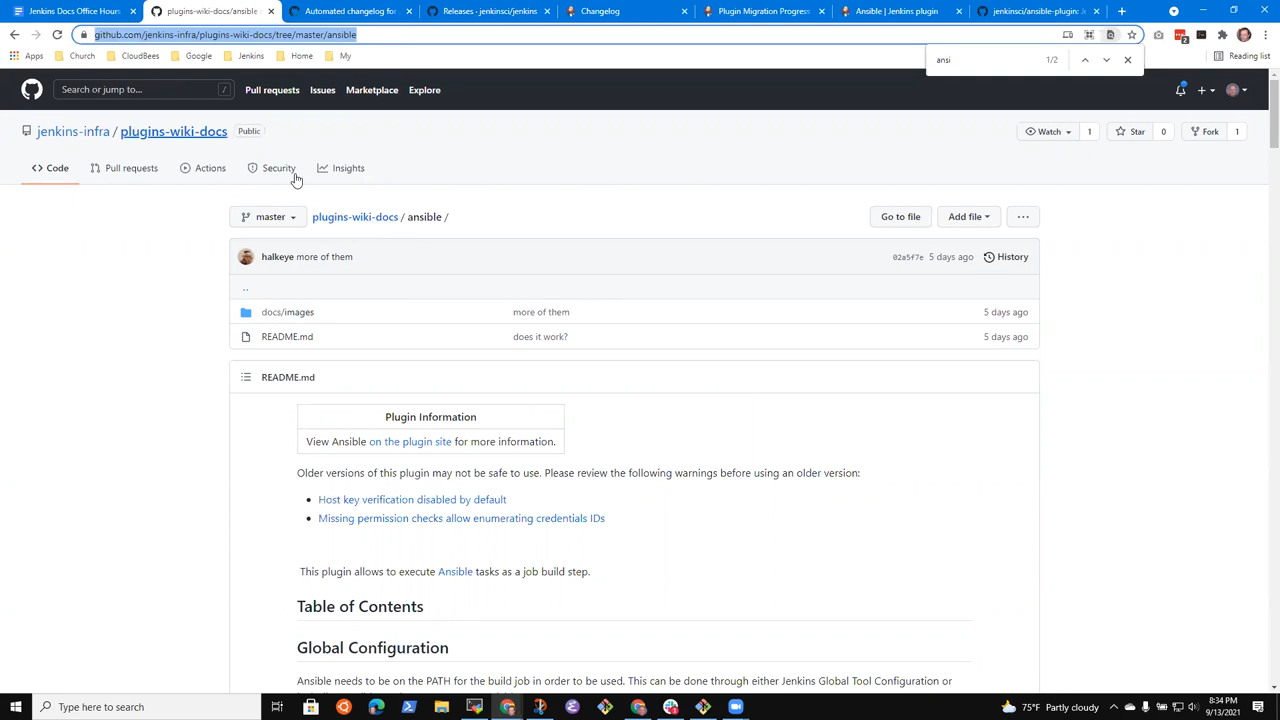 Jenkins Docs Office Hours
plugins-wiki-docs/ansible
Automated changelog for
Releases · jenkinsci/jenkins
Changelog
Plugin Migration Progress
Ansible | Jenkins plugin
jenkinsci/ansible-plugin: Je
github.com/jenkins-infra/plugins-wiki-docs/tree/master/ansible
Apps
Church
CloudBees
Google
Jenkins
Home
My
Reading list
ansi
1/2
Search or jump to...
/
Pull requests
Issues
Marketplace
Explore
jenkins-infra / plugins-wiki-docs
Public
Watch
1
Star
0
Fork
1
Code
Pull requests
Actions
Security
Insights
master
plugins-wiki-docs / ansible /
Go to file
Add file
...
halkeye more of them
02a5f7e 5 days ago
History
..
docs/images
more of them
5 days ago
README.md
does it work?
5 days ago
README.md
Plugin Information
View Ansible on the plugin site for more information.
Older versions of this plugin may not be safe to use. Please review the following warnings before using an older version:
Host key verification disabled by default
Missing permission checks allow enumerating credentials IDs
This plugin allows to execute Ansible tasks as a job build step.
Table of Contents
Global Configuration
Ansible needs to be on the PATH for the build job in order to be used. This can be done through either Jenkins Global Tool Configuration or
Type here to search
75°F Partly cloudy
8:34 PM
9/13/2021